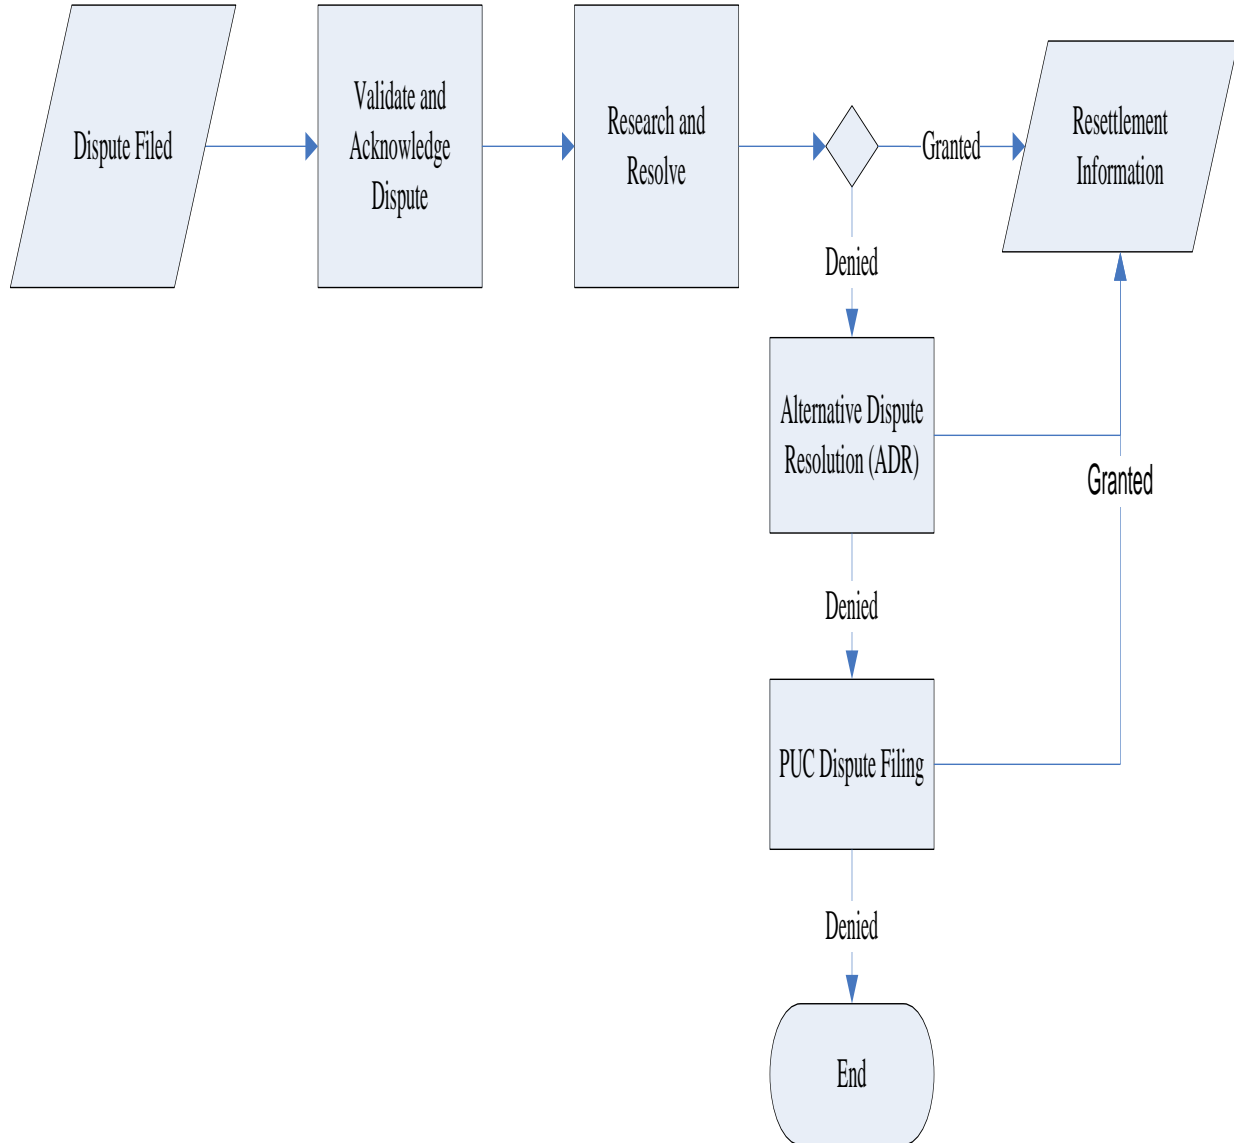 Dispute Filed
Validate and
Acknowledge
Dispute
Research and
Resolve
Granted
Resettlement
Information
Denied
Alternative Dispute
Resolution (ADR)
Granted
Denied
PUC Dispute Filing
Denied
End